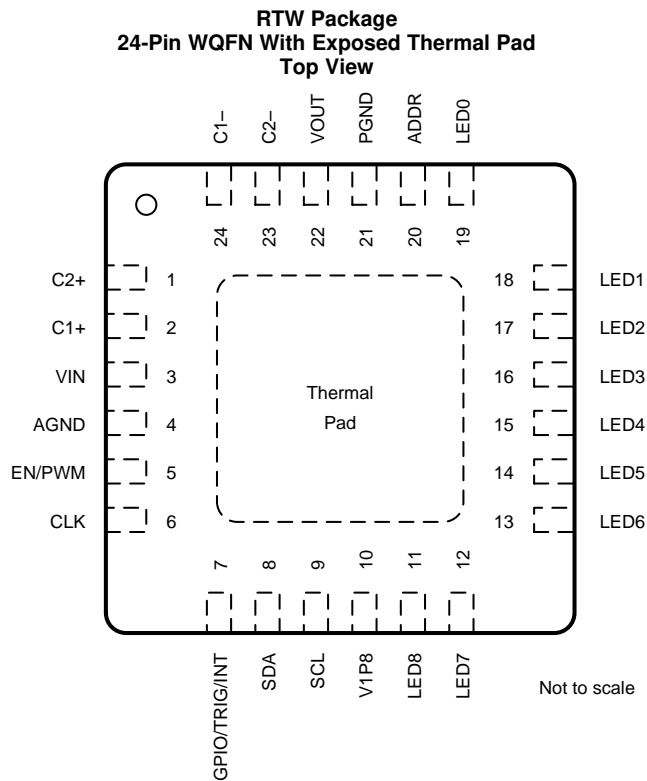 RTW Package
24-Pin WQFN With Exposed Thermal Pad
Top View
C1–
C2–
VOUT
PGND
ADDR
LED0
24
23
22
21
20
19
C2+ 1
C1+ 2
VIN 3
AGND 4
EN/PWM 5
CLK 6
18 LED1
17 LED2
16 LED3
15 LED4
14 LED5
13 LED6
Thermal
Pad
7
8
9
10
11
12
GPIO/TRIG/INT
SDA
SCL
V1P8
LED8
LED7
Not to scale